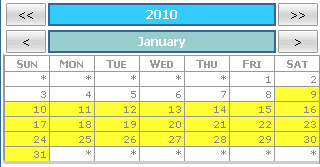 << 2010 >>
< January >
SUN MON TUE WED THU FRI SAT
* * * * * 1 2
3 4 5 6 7 8 9
10 11 12 13 14 15 16
17 18 19 20 21 22 23
24 25 26 27 28 29 30
31 * * * * * *